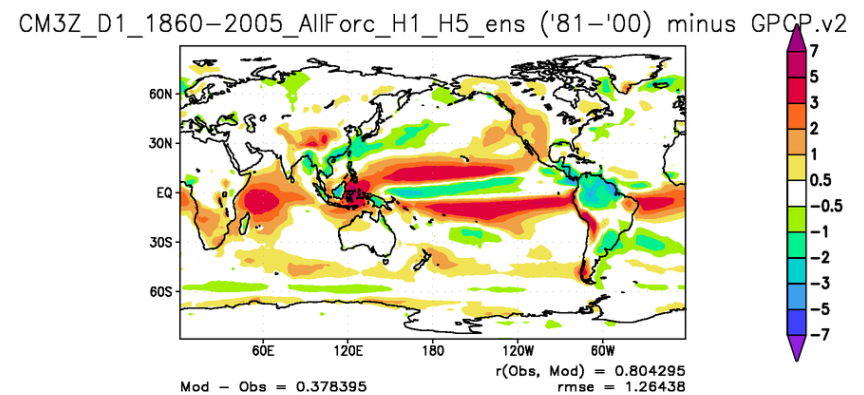 CM3Z_D1_1860-2005_AllForc_H1_H5_ens ('81-'00) minus GPCP.v2
7
5
3
2
1
0.5
-0.5
-1
-2
-3
-5
-7
60N
30N
EQ
30S
60S
60E 120E 180 120W 60W
r(Obs, Mod) = 0.804295
Mod - Obs = 0.378395 rmse = 1.26438